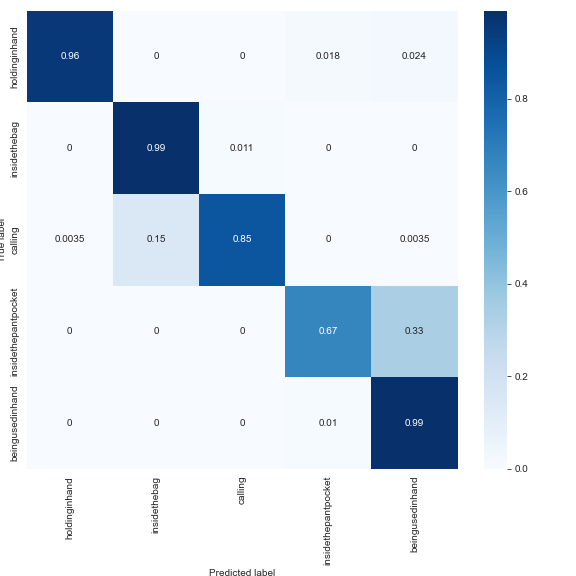 holdinginhand
0.96
0
0
0.018
0.024
insidethebag
0
0.99
0.011
0
0
calling
0.0035
0.15
0.85
0
0.0035
insidethepantpocket
0
0
0
0.67
0.33
beingusedinhand
0
0
0
0.01
0.99
True label
holdinginhand
insidethebag
calling
insidethepantpocket
beingusedinhand
Predicted label
0.8
0.6
0.4
0.2
0.0